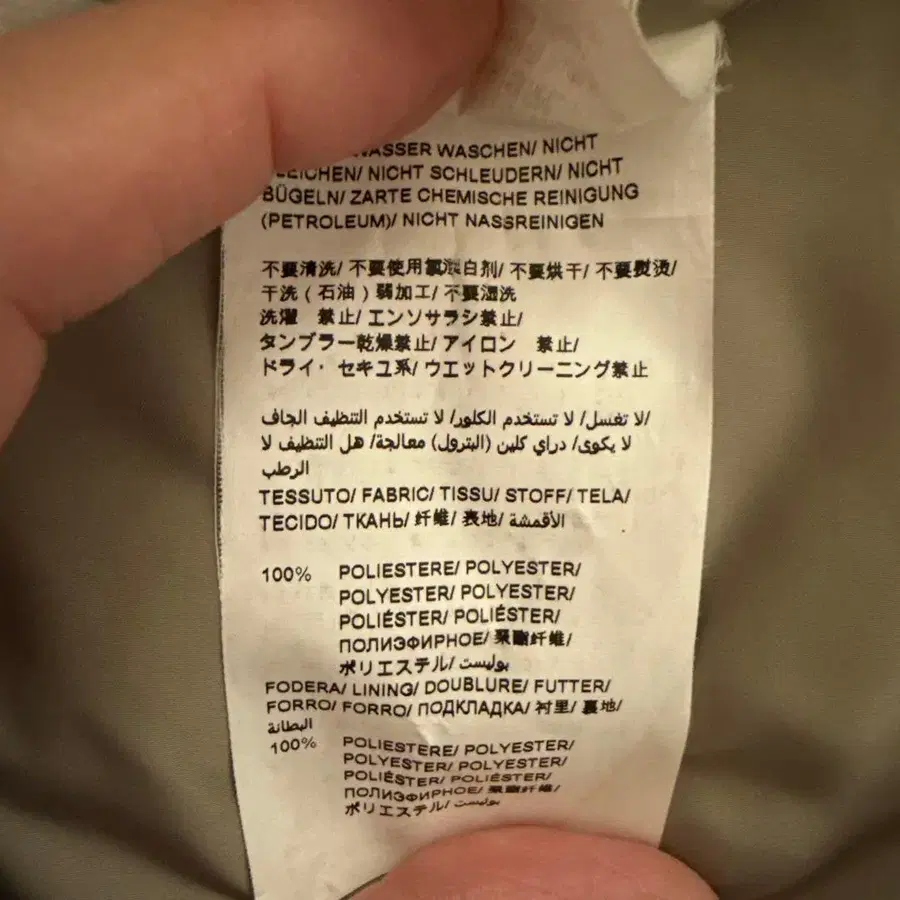 WASSER WASCHEN/ NICHT
BLEICHEN/ NICHT SCHLEUDERN/ NICHT
BÜGELN/ ZARTE CHEMISCHE REINIGUNG
(PETROLEUM)/ NICHT NASSREINIGEN
不要清洗/ 不要使用氯漂白剂/ 不要烘干/ 不要熨烫/
干洗 ( 石油 ) 弱加工/ 不要湿洗
洗濯 禁止/ エンソサラシ禁止/
タンブラー乾燥禁止/ アイロン 禁止/
ドライ・ セキユ系/ ウエットクリーニング禁止
/لا تغسل/ لا تستخدم الكلور/ لا تستخدم التنظيف الجاف
لا يكوى/ دراي كلين (البترول) معالجة/ هل التنظيف لا
الرطب
TESSUTO/ FABRIC/ TISSU/ STOFF/ TELA/
TECIDO/ ТКАНЬ/ 纤维/ 表地/ الأقمشة
100% POLIESTERE/ POLYESTER/
POLYESTER/ POLYESTER/
POLIÉSTER/ POLIÉSTER/
ПОЛИЭФИРНОЕ/ 聚酯纤维/
ポリエステル/ بوليست
FODERA/ LINING/ DOUBLURE/ FUTTER/
FORRO/ FORRO/ ПОДКЛАДКА/ 衬里/ 裏地/
البطانة
100% POLIESTERE/ POLYESTER/
POLYESTER/ POLYESTER/
POLIÉSTER/ POLIÉSTER/
ПОЛИЭФИРНОЕ/ 聚酯纤维/
ポリエステル/ بوليست